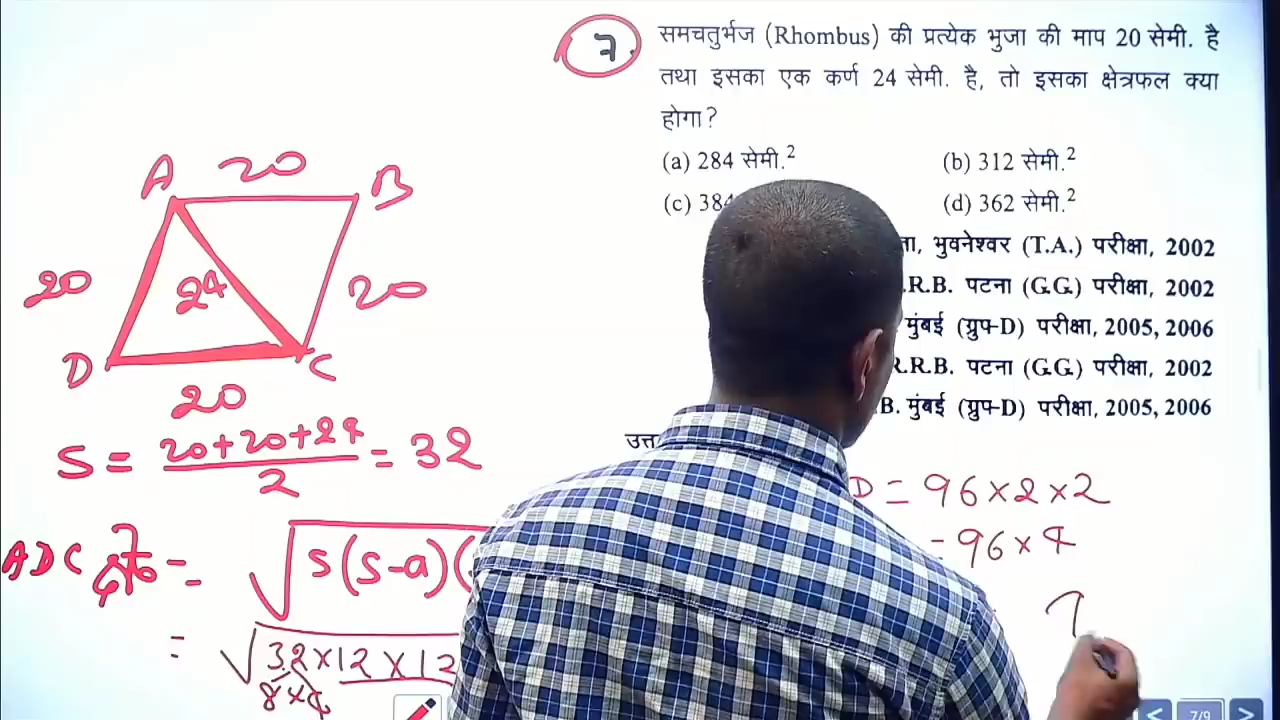 7
समचतुर्भज (Rhombus) की प्रत्येक भुजा की माप 20 सेमी. है
तथा इसका एक कर्ण 24 सेमी. है, तो इसका क्षेत्रफल क्या
होगा?
(a) 284 सेमी.² (b) 312 सेमी.²
(c) 384 (d) 362 सेमी.²
भुवनेश्वर (T.A.) परीक्षा, 2002
R.B. पटना (G.G.) परीक्षा, 2002
मुंबई (ग्रुप-D) परीक्षा, 2005, 2006
R.R.B. पटना (G.G.) परीक्षा, 2002
B. मुंबई (ग्रुप-D) परीक्षा, 2005, 2006
A 20 B
20 24 20
D C
20
S = 20+20+24 / 2 = 32
ADC = √S(S-a)(
= √32×12×12
8×4
D = 96×2×2
= 96×4
< 7/9 >